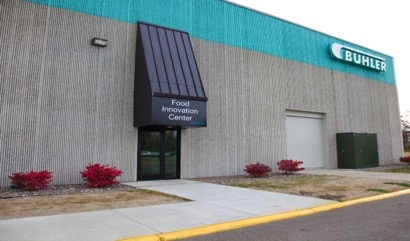 BUHLER
Food
Innovation
Center